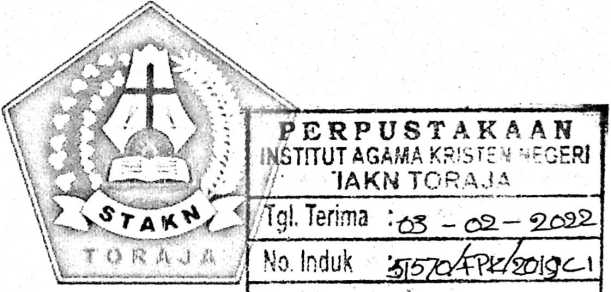 STAKN
TORAJA
PERPUSTAKAAN
INSTITUT AGAMA KRISTEN NEGERI
IAKN TORAJA
Tgl. Terima : 03 - 02 - 2022
No. Induk